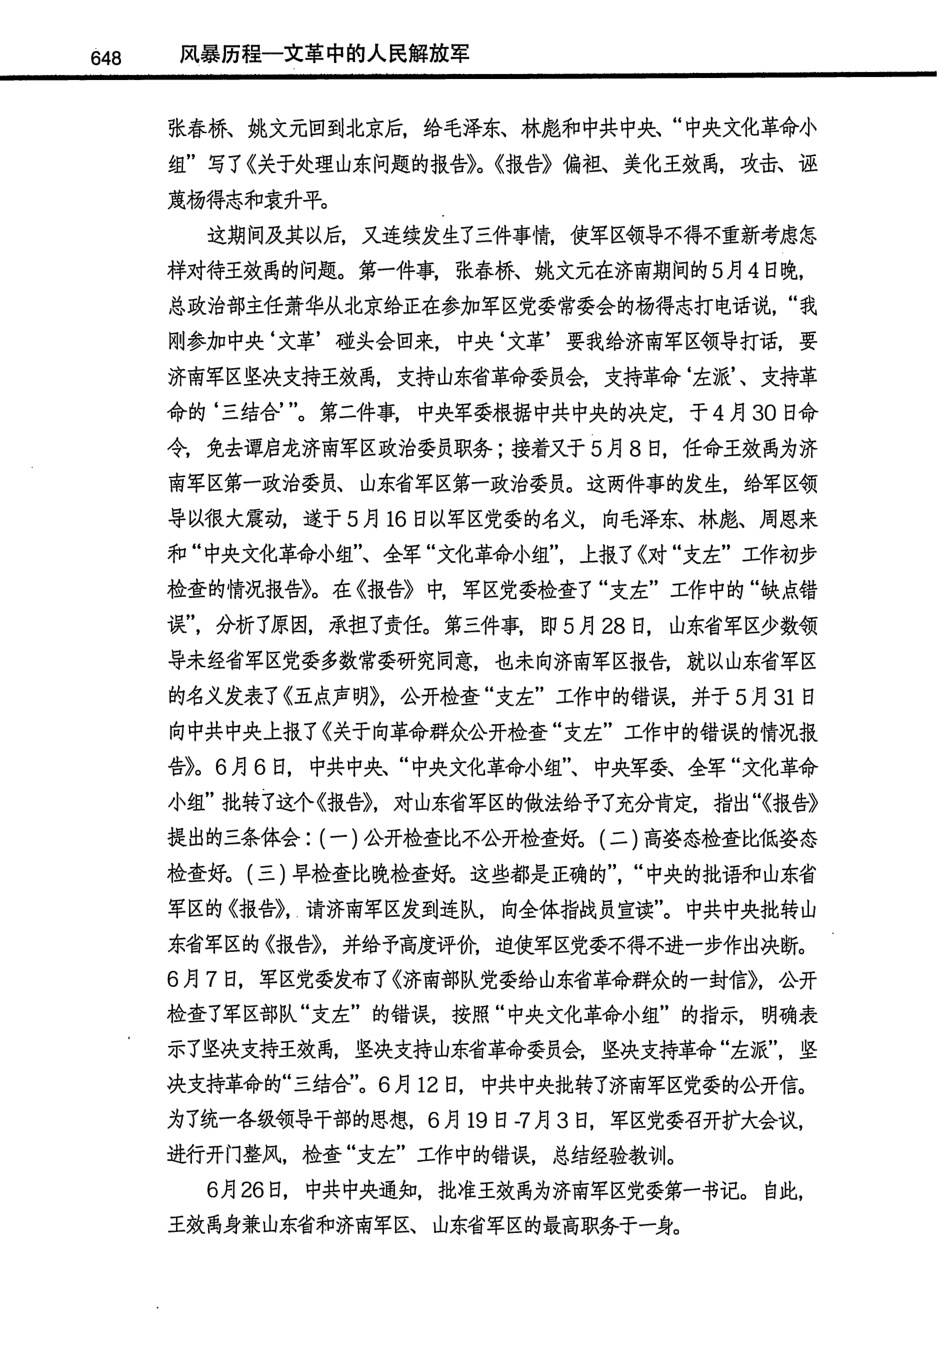 648 风暴历程—文革中的人民解放军
张春桥、姚文元回到北京后，给毛泽东、林彪和中共中央、“中央文化革命小
组”写了《关于处理山东问题的报告》。《报告》偏袒、美化王效禹，攻击、诬
蔑杨得志和袁升平。
这期间及其以后，又连续发生了三件事情，使军区领导不得不重新考虑怎
样对待王效禹的问题。第一件事，张春桥、姚文元在济南期间的5月4日晚，
总政治部主任萧华从北京给正在参加军区党委常委会的杨得志打电话说，“我
刚参加中央‘文革’碰头会回来，中央‘文革’要我给济南军区领导打话，要
济南军区坚决支持王效禹，支持山东省革命委员会，支持革命‘左派’、支持革
命的‘三结合’”。第二件事，中央军委根据中共中央的决定，于4月30日命
令，免去谭启龙济南军区政治委员职务；接着又于5月8日，任命王效禹为济
南军区第一政治委员、山东省军区第一政治委员。这两件事的发生，给军区领
导以很大震动，遂于5月16日以军区党委的名义，向毛泽东、林彪、周恩来
和“中央文化革命小组”、全军“文化革命小组”，上报了《对“支左”工作初步
检查的情况报告》。在《报告》中，军区党委检查了“支左”工作中的“缺点错
误”，分析了原因，承担了责任。第三件事，即5月28日，山东省军区少数领
导未经省军区党委多数常委研究同意，也未向济南军区报告，就以山东省军区
的名义发表了《五点声明》，公开检查“支左”工作中的错误，并于5月31日
向中共中央上报了《关于向革命群众公开检查“支左”工作中的错误的情况报
告》。6月6日，中共中央、“中央文化革命小组”、中央军委、全军“文化革命
小组”批转了这个《报告》，对山东省军区的做法给予了充分肯定，指出“《报告》
提出的三条体会：(一)公开检查比不公开检查好。(二)高姿态检查比低姿态
检查好。(三)早检查比晚检查好。这些都是正确的”，“中央的批语和山东省
军区的《报告》，请济南军区发到连队，向全体指战员宣读”。中共中央批转山
东省军区的《报告》，并给予高度评价，迫使军区党委不得不进一步作出决断。
6月7日，军区党委发布了《济南部队党委给山东省革命群众的一封信》，公开
检查了军区部队“支左”的错误，按照“中央文化革命小组”的指示，明确表
示了坚决支持王效禹，坚决支持山东省革命委员会，坚决支持革命“左派”，坚
决支持革命的“三结合”。6月12日，中共中央批转了济南军区党委的公开信。
为了统一各级领导干部的思想，6月19日-7月3日，军区党委召开扩大会议，
进行开门整风，检查“支左”工作中的错误，总结经验教训。
6月26日，中共中央通知，批准王效禹为济南军区党委第一书记。自此，
王效禹身兼山东省和济南军区、山东省军区的最高职务于一身。